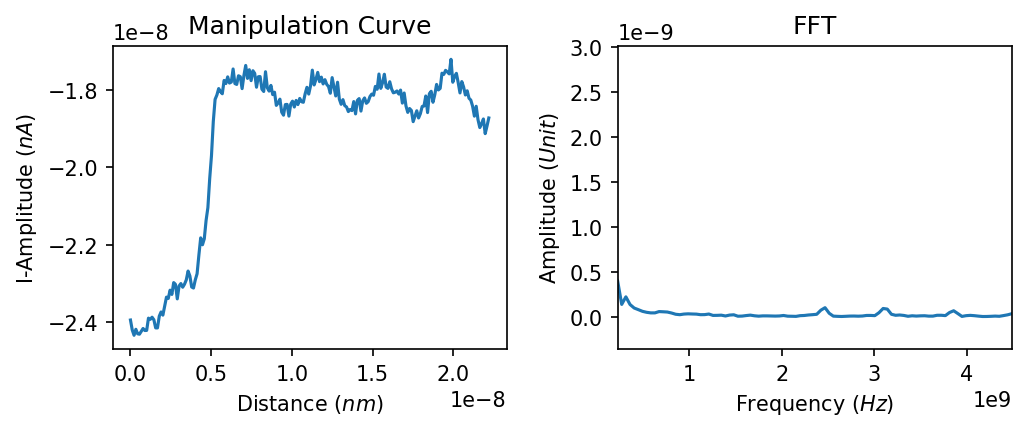 Manipulation Curve
1e−8
I-Amplitude (nA)
−1.8
−2.0
−2.2
−2.4
0.0 0.5 1.0 1.5 2.0
1e−8
Distance (nm)
FFT
1e−9
Amplitude (Unit)
3.0
2.5
2.0
1.5
1.0
0.5
0.0
1 2 3 4
1e9
Frequency (Hz)